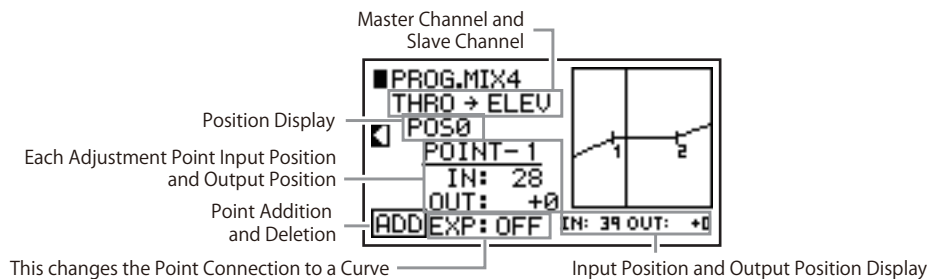 Master Channel and
Slave Channel
■PROG.MIX4
THRO → ELEV
Position Display
POS0
Each Adjustment Point Input Position
and Output Position
POINT-1
IN: 28
OUT: +0
1 2
Point Addition
and Deletion
ADD
EXP:OFF
IN: 39 OUT: +0
This changes the Point Connection to a Curve
Input Position and Output Position Display